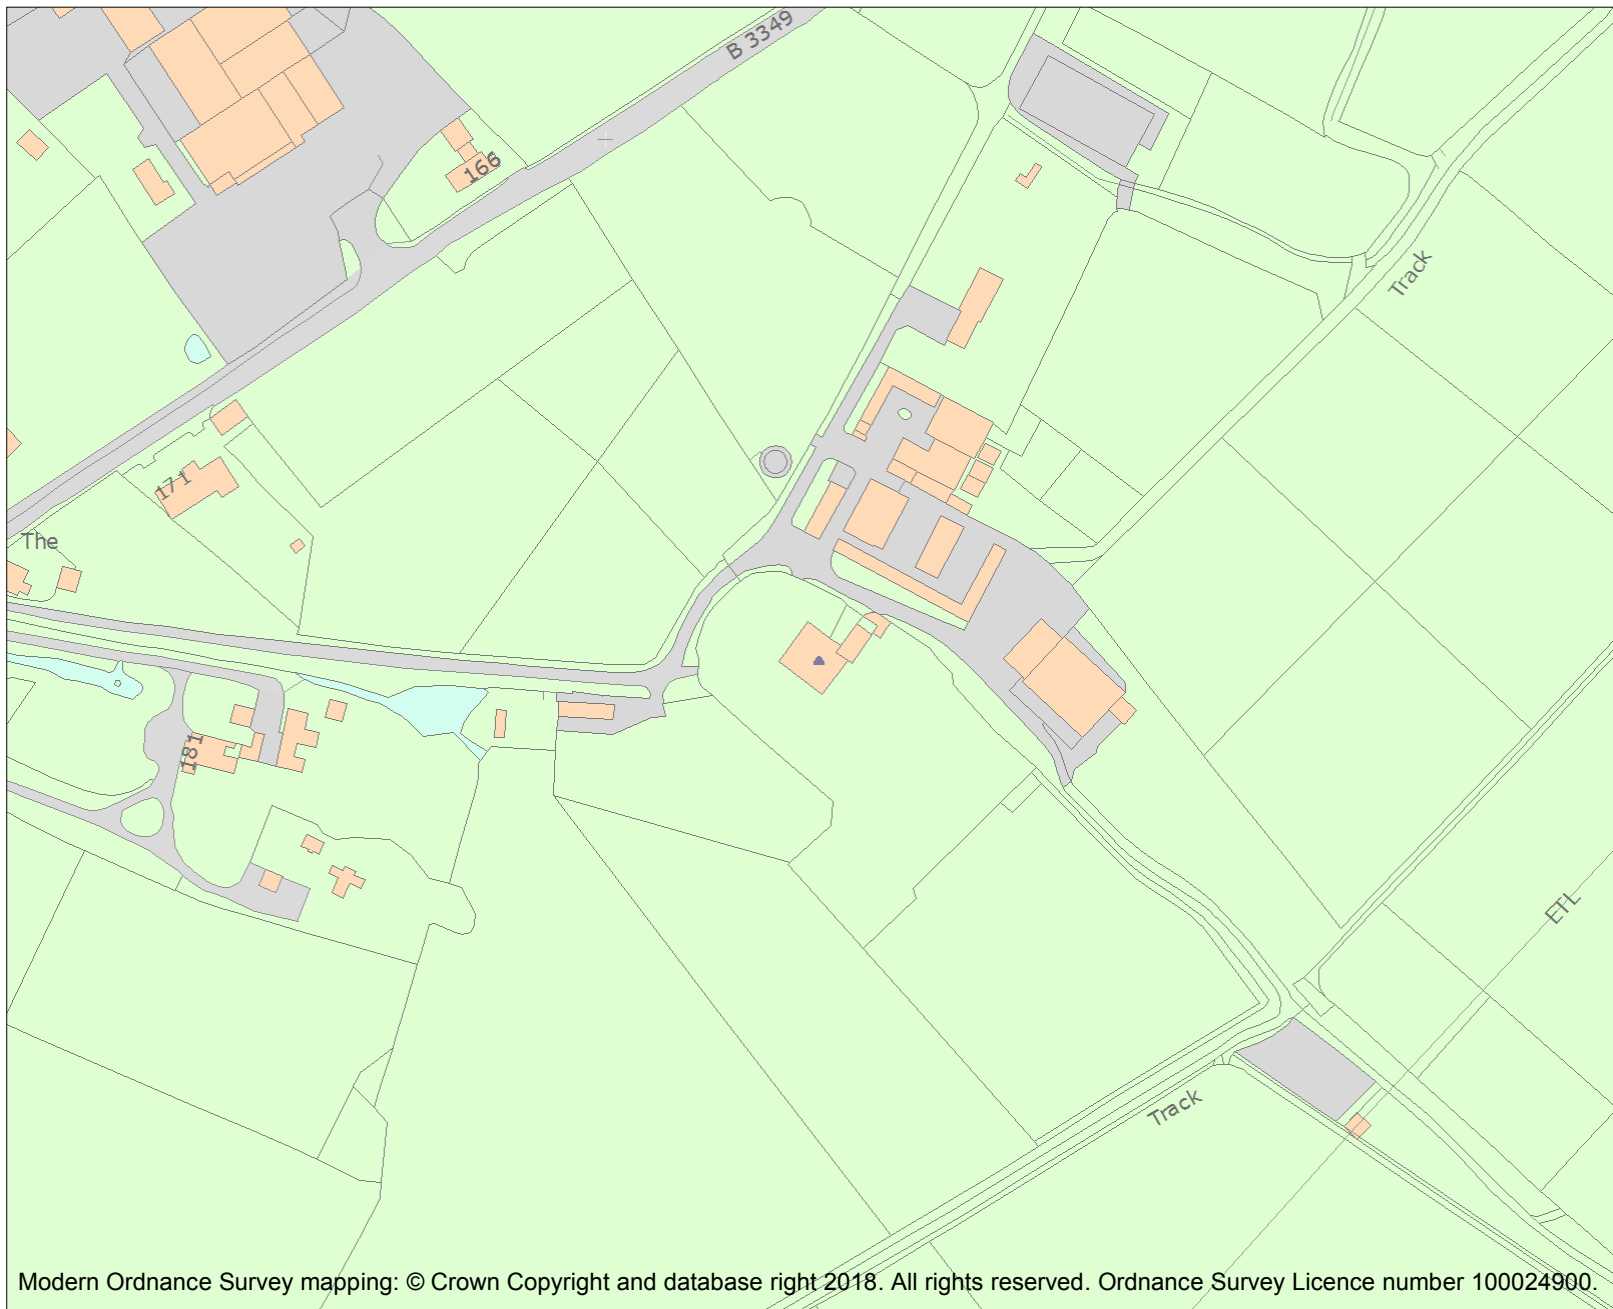 B 3349
166
Track
171
The
181
ETL
Track
Modern Ordnance Survey mapping: © Crown Copyright and database right 2018. All rights reserved. Ordnance Survey Licence number 100024900.